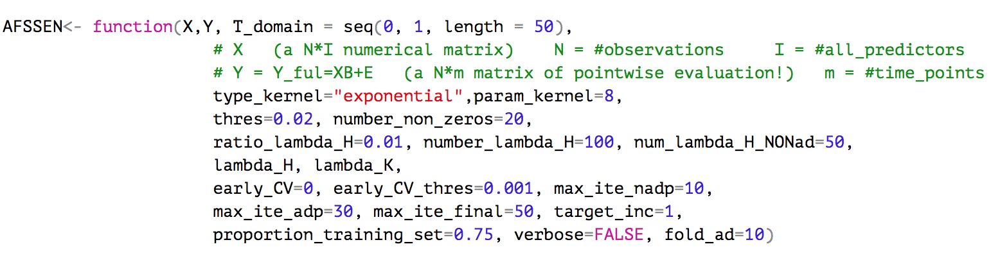 AFSSEN<- function(X,Y, T_domain = seq(0, 1, length = 50),
# X (a N*I numerical matrix) N = #observations I = #all_predictors
# Y = Y_ful=XB+E (a N*m matrix of pointwise evaluation!) m = #time_points
type_kernel="exponential",param_kernel=8,
thres=0.02, number_non_zeros=20,
ratio_lambda_H=0.01, number_lambda_H=100, num_lambda_H_NONad=50,
lambda_H, lambda_K,
early_CV=0, early_CV_thres=0.001, max_ite_nadp=10,
max_ite_adp=30, max_ite_final=50, target_inc=1,
proportion_training_set=0.75, verbose=FALSE, fold_ad=10)